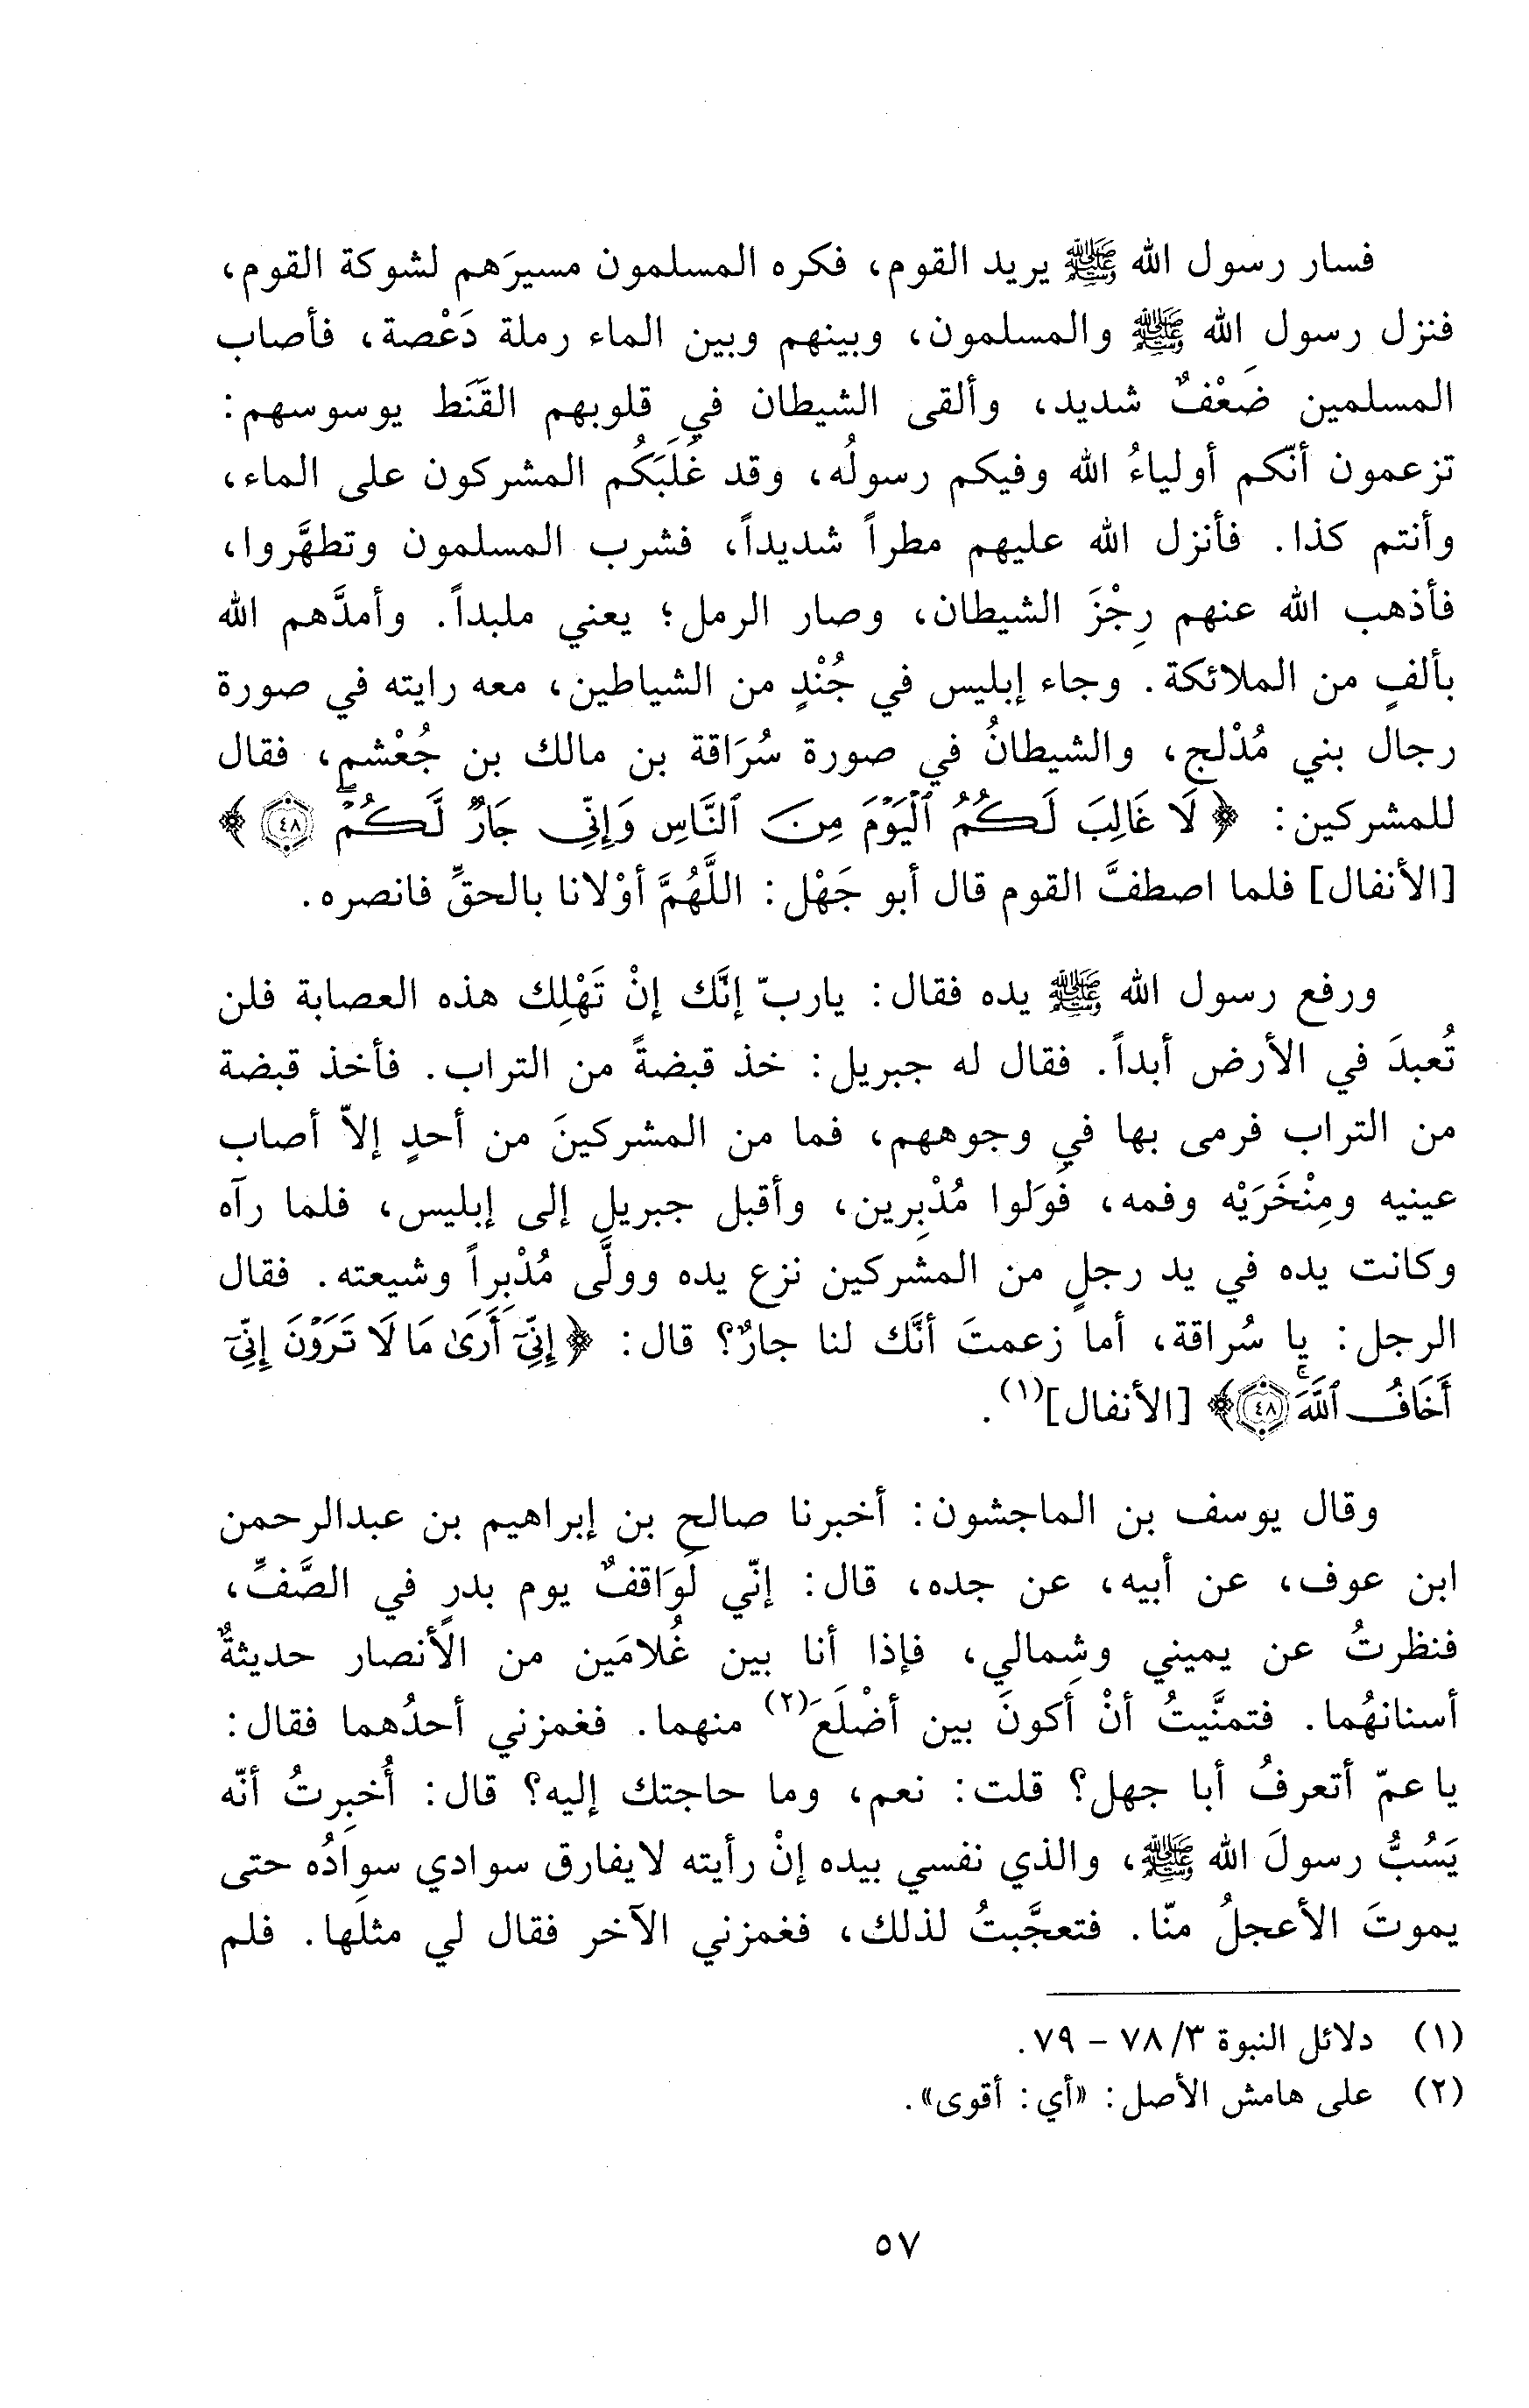 فسار رسول الله ﷺ يريد القوم، فكره المسلمون مسيرَهم لشوكة القوم،
فنزل رسول الله ﷺ والمسلمون، وبينهم وبين الماء رملة دَعْصة، فأصاب
المسلمين ضَعْفٌ شديد، وألقى الشيطان في قلوبهم القَنَط يوسوسهم:
تزعمون أنّكم أولياءُ الله وفيكم رسولُه، وقد غَلَبَكُم المشركون على الماء،
وأنتم كذا. فأنزل الله عليهم مطراً شديداً، فشرب المسلمون وتطهَّروا،
فأذهب الله عنهم رِجْزَ الشيطان، وصار الرمل؛ يعني ملبداً. وأمدَّهم الله
بألفٍ من الملائكة. وجاء إبليس في جُنْدٍ من الشياطين، معه رايته في صورة
رجال بني مُدْلج، والشيطانُ في صورة سُرَاقة بن مالك بن جُعْشم، فقال
للمشركين: ﴿لَا غَالِبَ لَكُمُ ٱلْيَوْمَ مِنَ ٱلنَّاسِ وَإِنِّي جَارٌ لَّكُمْ ۖ ﴿٤٨﴾﴾
[الأنفال] فلما اصطفَّ القوم قال أبو جَهْل: اللَّهُمَّ أوْلانا بالحقِّ فانصره.
ورفع رسول الله ﷺ يده فقال: ياربّ إنَّك إنْ تَهْلِك هذه العصابة فلن
تُعبدَ في الأرض أبداً. فقال له جبريل: خذ قبضةً من التراب. فأخذ قبضة
من التراب فرمى بها في وجوههم، فما من المشركينَ من أحدٍ إلاّ أصاب
عينيه ومِنْخَرَيْه وفمه، فَوَلوا مُدْبِرين، وأقبل جبريل إلى إبليس، فلما رآه
وكانت يده في يد رجلٍ من المشركين نزع يده وولَّى مُدْبِراً وشيعته. فقال
الرجل: يا سُراقة، أما زعمتَ أنَّك لنا جارٌ؟ قال: ﴿إِنِّيٓ أَرَىٰ مَا لَا تَرَوْنَ إِنِّيٓ
أَخَافُ ٱللَّهَ ۚ ﴿٤٨﴾﴾ [الأنفال](١).
وقال يوسف بن الماجشون: أخبرنا صالح بن إبراهيم بن عبدالرحمن
ابن عوف، عن أبيه، عن جده، قال: إنّي لَوَاقفٌ يوم بدرٍ في الصَّفِّ،
فنظرتُ عن يميني وشِمالي، فإذا أنا بين غُلامَين من الأنصار حديثةٌ
أسنانهُما. فتمنَّيتُ أنْ أكونَ بين أضْلَعَ(٢) منهما. فغمزني أحدُهما فقال:
ياعمّ أتعرفُ أبا جهل؟ قلت: نعم، وما حاجتك إليه؟ قال: أُخبِرتُ أنّه
يَسُبُّ رسولَ الله ﷺ، والذي نفسي بيده إنْ رأيته لايفارق سوادي سوادُه حتى
يموتَ الأعجلُ منّا. فتعجَّبتُ لذلك، فغمزني الآخر فقال لي مثلَها. فلم
(١) دلائل النبوة ٣/ ٧٨ - ٧٩.
(٢) على هامش الأصل: «أي: أقوى».
٥٧